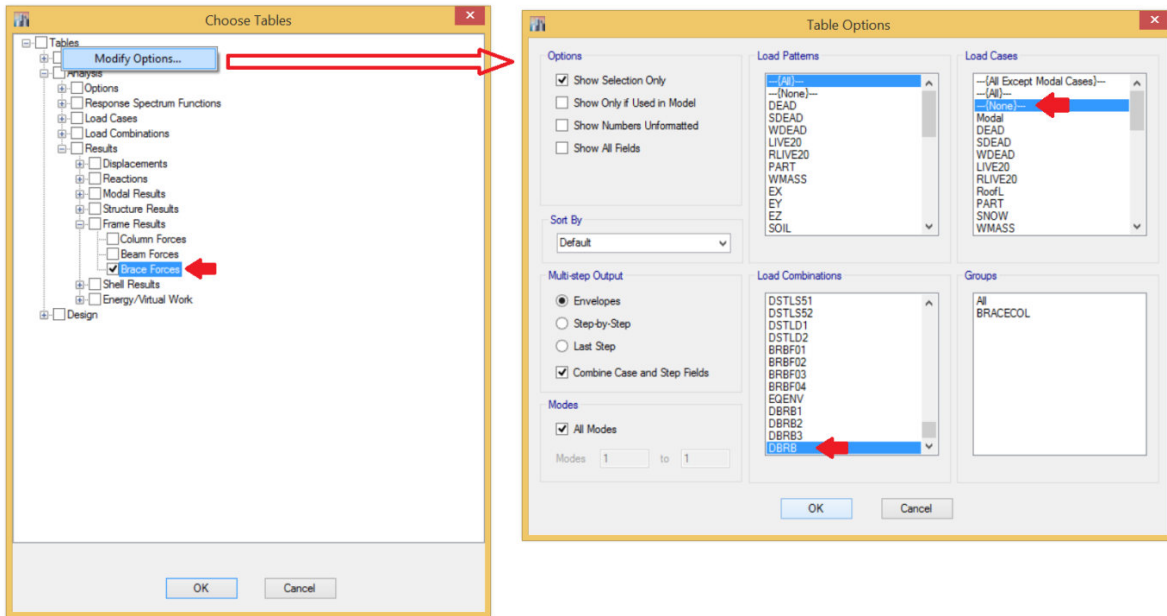 Choose Tables
Tables
Modify Options...
Analysis
Options
Response Spectrum Functions
Load Cases
Load Combinations
Results
Displacements
Reactions
Modal Results
Structure Results
Frame Results
Column Forces
Beam Forces
Brace Forces
Shell Results
Energy/Virtual Work
Design
OK
Cancel
Table Options
Options
Show Selection Only
Show Only if Used in Model
Show Numbers Unformatted
Show All Fields
Sort By
Default
Multi-step Output
Envelopes
Step-by-Step
Last Step
Combine Case and Step Fields
Modes
All Modes
Modes 1 to 1
Load Patterns
---(All)---
---(None)---
DEAD
SDEAD
WDEAD
LIVE20
RLIVE20
PART
WMASS
EX
EY
EZ
SOIL
Load Combinations
DSTLS51
DSTLS52
DSTLD1
DSTLD2
BRBF01
BRBF02
BRBF03
BRBF04
EQENV
DBRB1
DBRB2
DBRB3
DBRB
Load Cases
---(All Except Modal Cases)---
---(All)---
---(None)---
Modal
DEAD
SDEAD
WDEAD
LIVE20
RLIVE20
RoofL
PART
SNOW
WMASS
Groups
All
BRACECOL
OK
Cancel